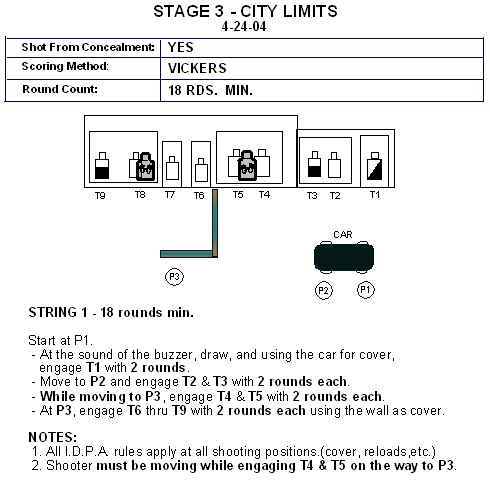 STAGE 3 - CITY LIMITS
4-24-04
Shot From Concealment: YES
Scoring Method: VICKERS
Round Count: 18 RDS. MIN.
T9 T8 T7 T6 T5 T4 T3 T2 T1
CAR
P3 P2 P1
STRING 1 - 18 rounds min.
Start at P1.
- At the sound of the buzzer, draw, and using the car for cover,
engage T1 with 2 rounds.
- Move to P2 and engage T2 & T3 with 2 rounds each.
- While moving to P3, engage T4 & T5 with 2 rounds each.
- At P3, engage T6 thru T9 with 2 rounds each using the wall as cover.
NOTES:
1. All I.D.P.A. rules apply at all shooting positions.(cover, reloads,etc.)
2. Shooter must be moving while engaging T4 & T5 on the way to P3.